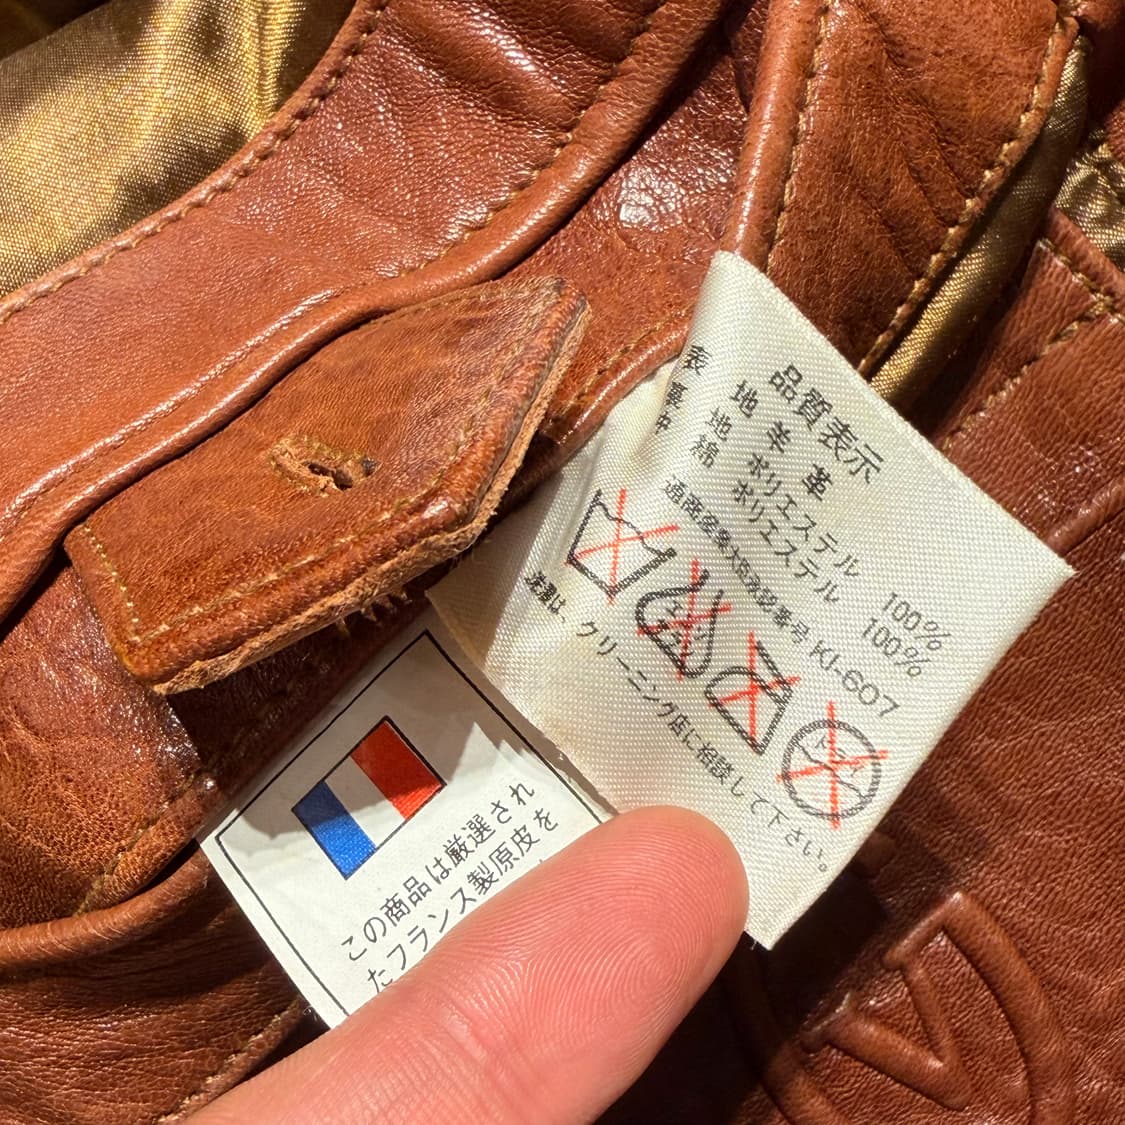 品質表示
表地 羊革
裏地 ポリエステル 100%
中綿 ポリエステル 100%
通商産業大臣承認番号 KI-607
洗濯は、クリーニング店に相談して下さい。
この商品は厳選され
たフランス製原皮を